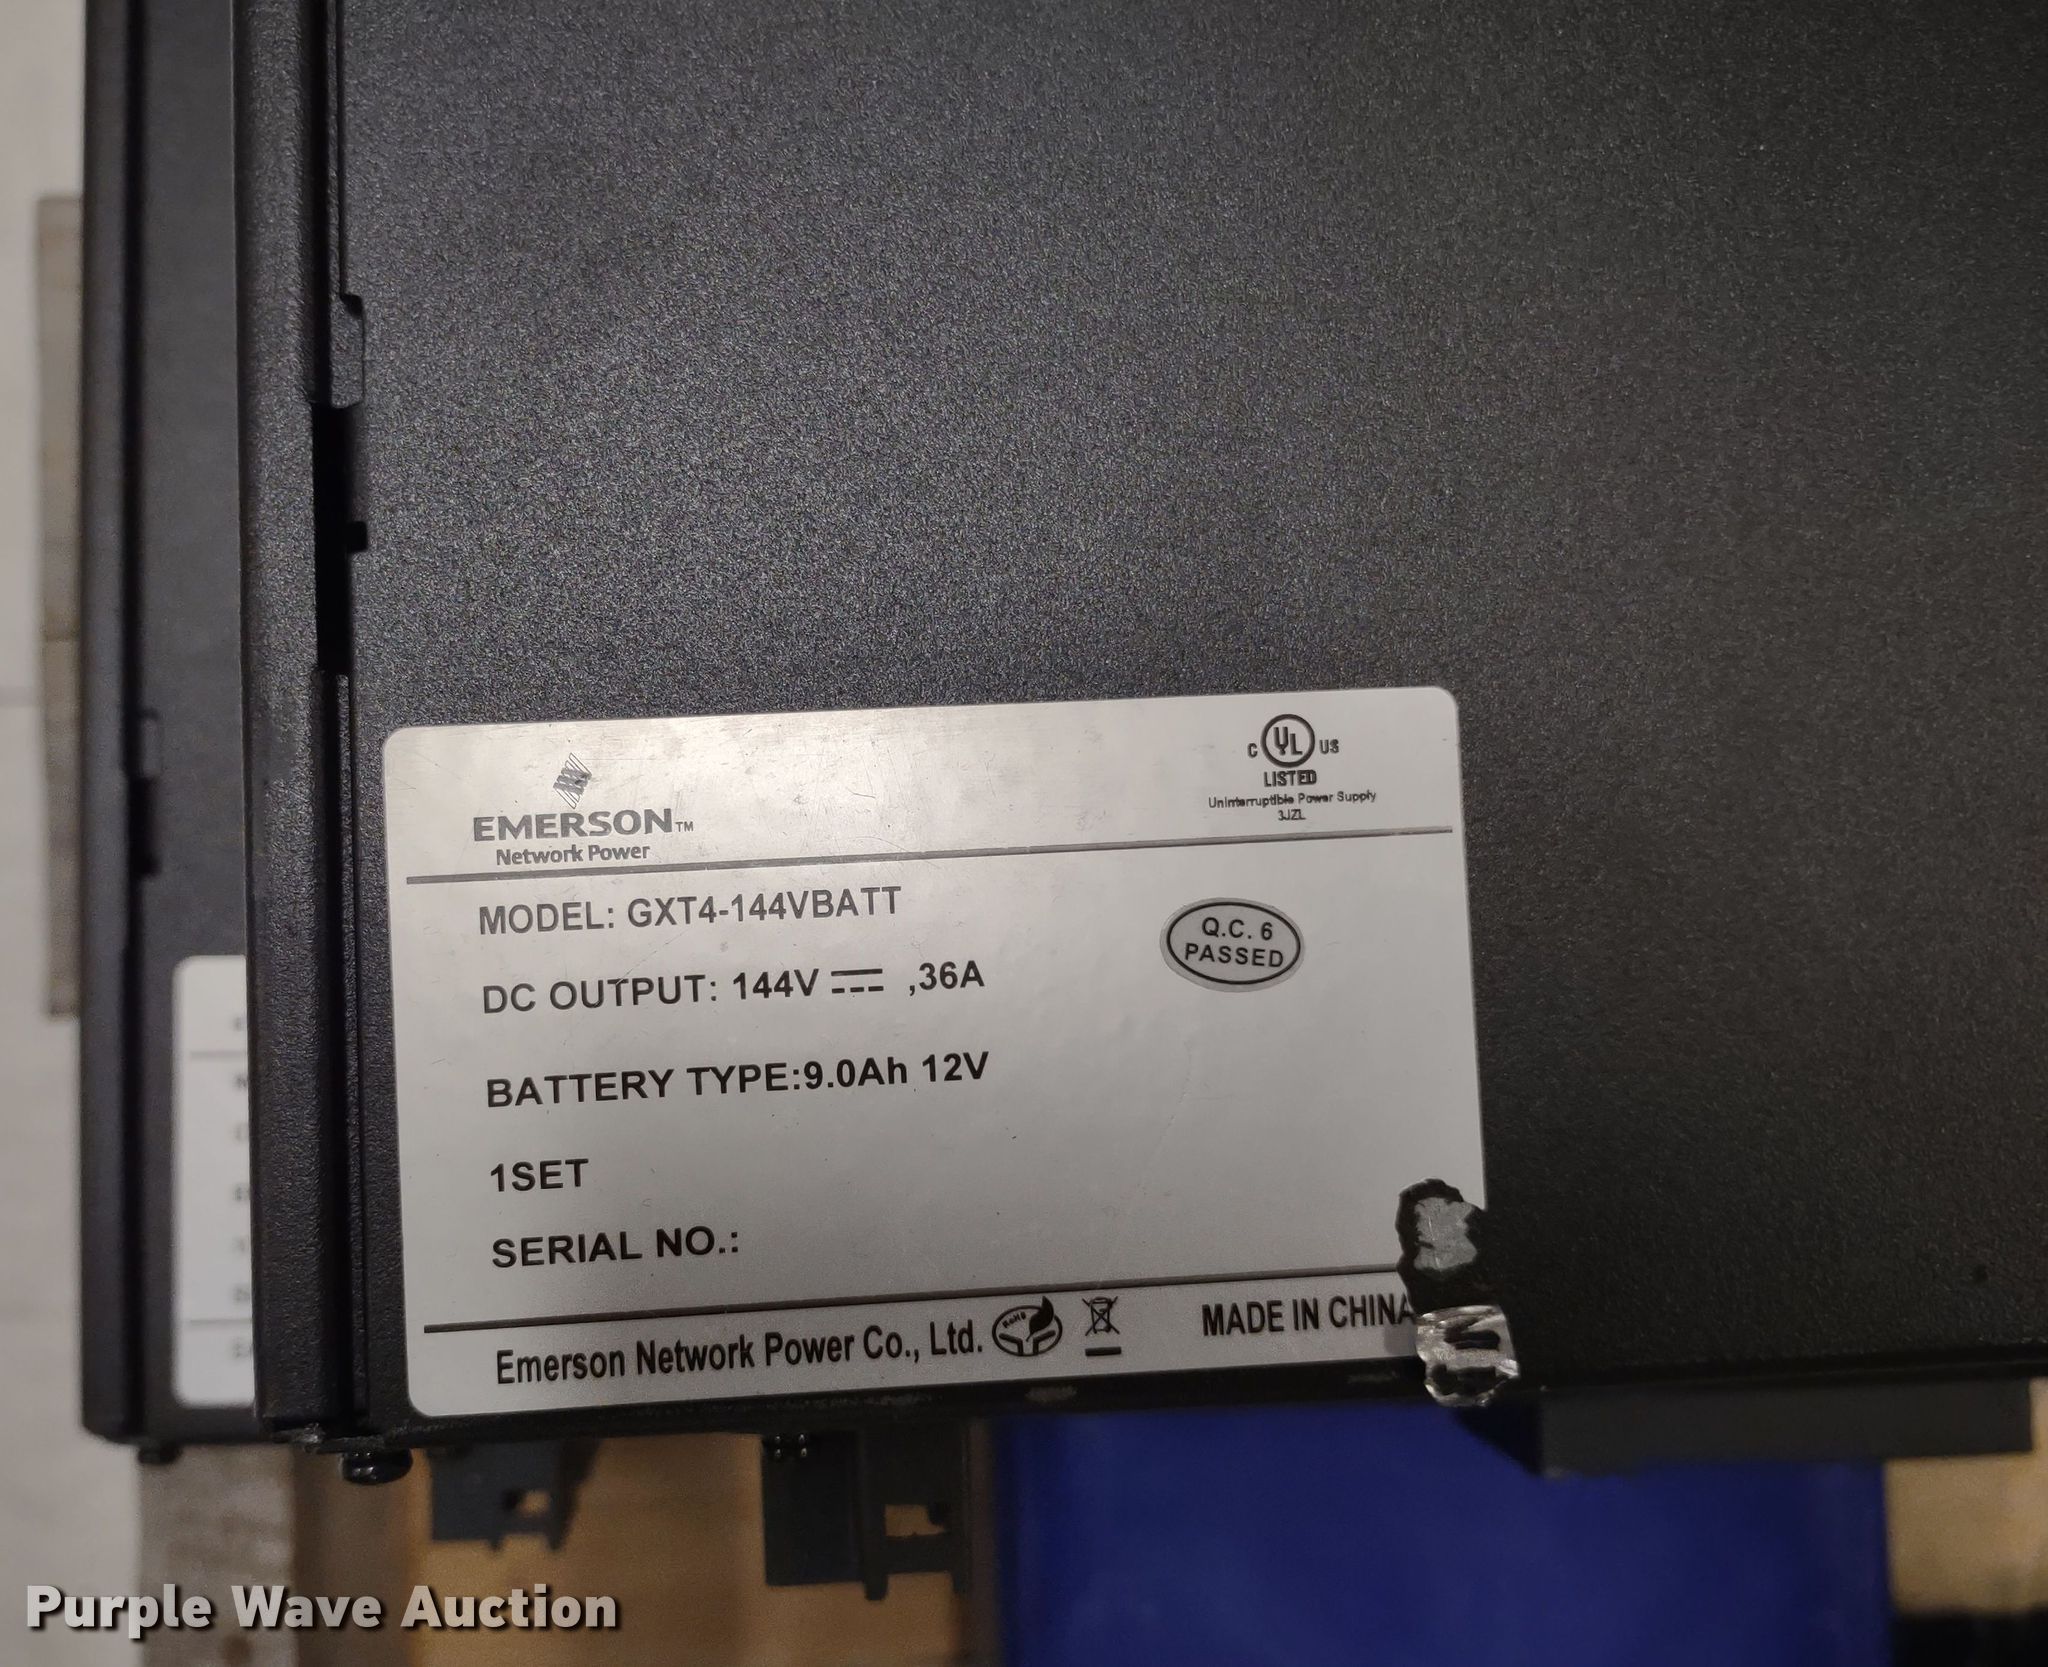 EMERSON™
Network Power
C UL US
LISTED
Uninterruptible Power Supply
3JZL
MODEL: GXT4-144VBATT
Q.C. 6
PASSED
DC OUTPUT: 144V ,36A
BATTERY TYPE:9.0Ah 12V
1SET
SERIAL NO.:
Emerson Network Power Co., Ltd.
RoHS
MADE IN CHINA
Purple Wave Auction